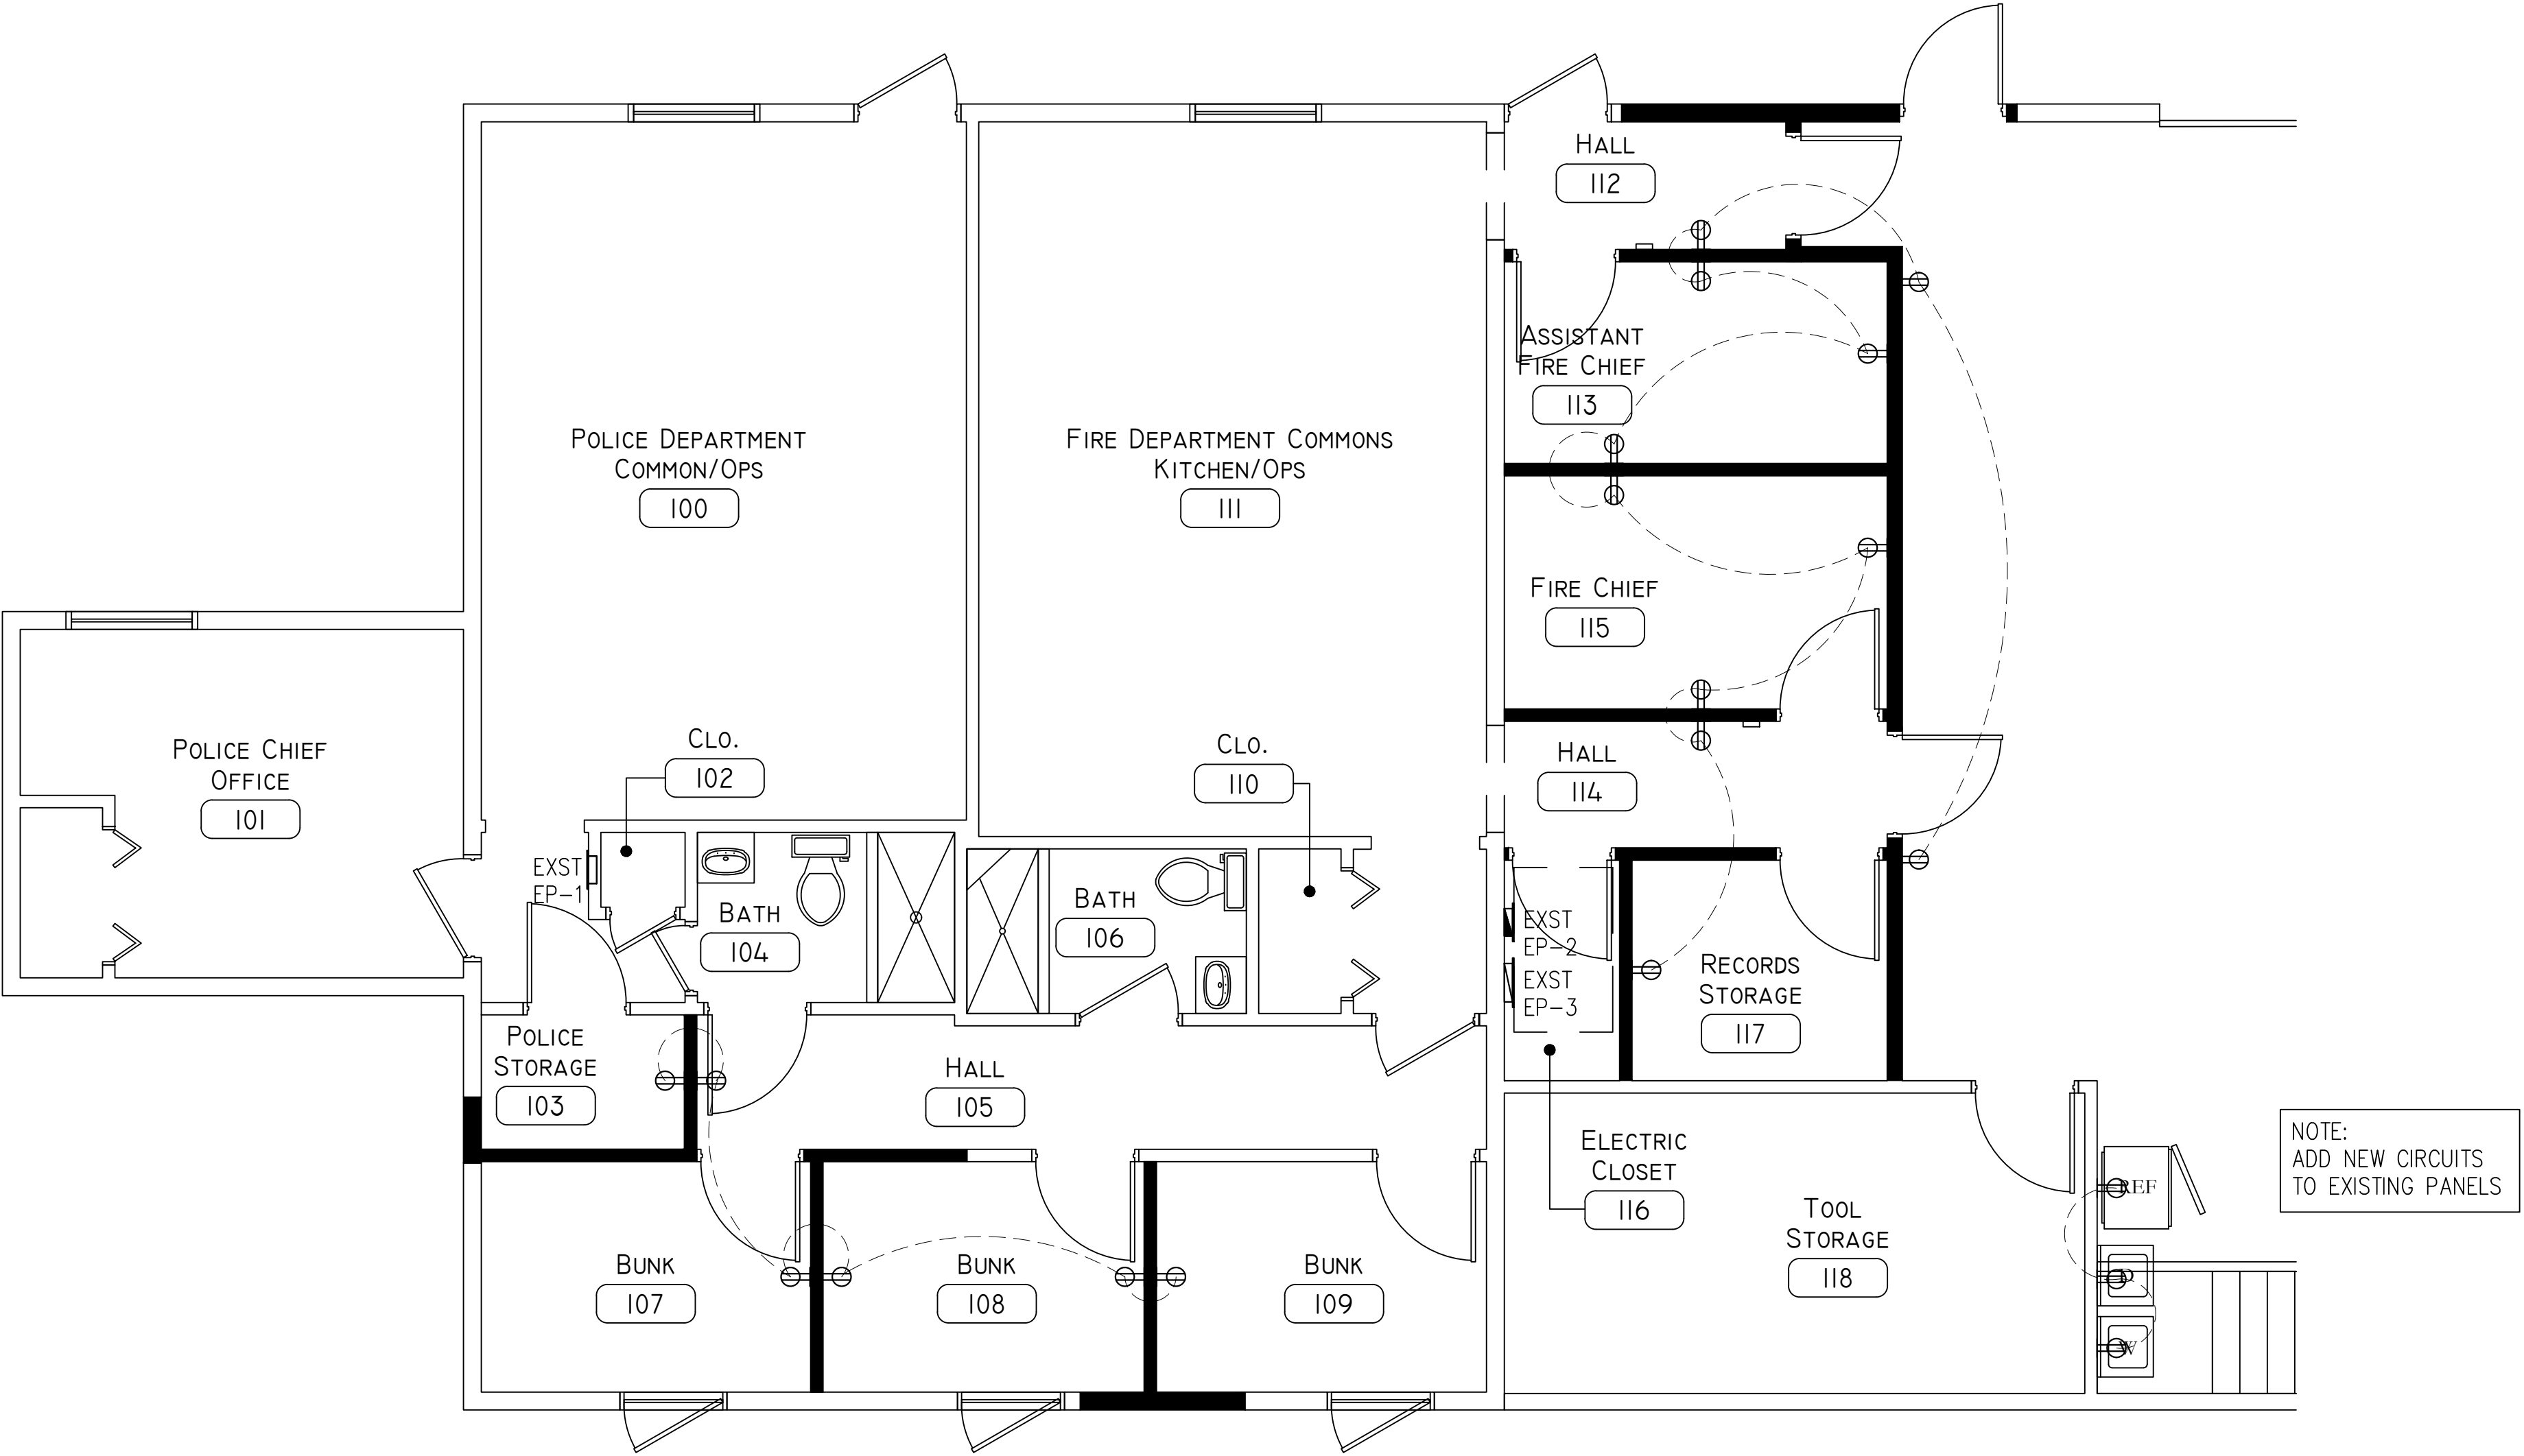 HALL
112
ASSISTANT
FIRE CHIEF
113
POLICE DEPARTMENT
COMMON/OPS
100
FIRE DEPARTMENT COMMONS
KITCHEN/OPS
111
FIRE CHIEF
115
POLICE CHIEF
OFFICE
101
CLO.
102
CLO.
110
HALL
114
EXST
EP-1
BATH
104
BATH
106
EXST
EP-2
EXST
EP-3
RECORDS
STORAGE
117
POLICE
STORAGE
103
HALL
105
ELECTRIC
CLOSET
116
TOOL
STORAGE
118
REF
D
W
NOTE:
ADD NEW CIRCUITS
TO EXISTING PANELS
BUNK
107
BUNK
108
BUNK
109